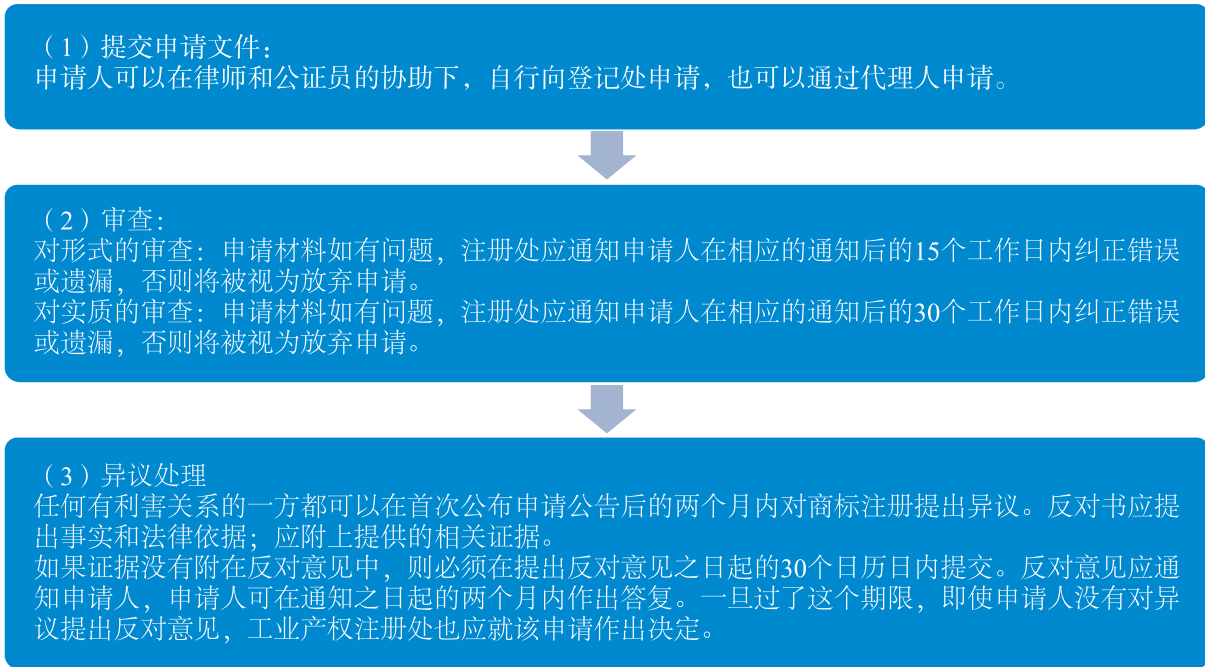 （1）提交申请文件：
申请人可以在律师和公证员的协助下，自行向登记处申请，也可以通过代理人申请。
（2）审查：
对形式的审查：申请材料如有问题，注册处应通知申请人在相应的通知后的15个工作日内纠正错误
或遗漏，否则将被视为放弃申请。
对实质的审查：申请材料如有问题，注册处应通知申请人在相应的通知后的30个工作日内纠正错误
或遗漏，否则将被视为放弃申请。
（3）异议处理
任何有利害关系的一方都可以在首次公布申请公告后的两个月内对商标注册提出异议。反对书应提
出事实和法律依据；应附上提供的相关证据。
如果证据没有附在反对意见中，则必须在提出反对意见之日起的30个日历日内提交。反对意见应通
知申请人，申请人可在通知之日起的两个月内作出答复。一旦过了这个期限，即使申请人没有对异
议提出反对意见，工业产权注册处也应就该申请作出决定。